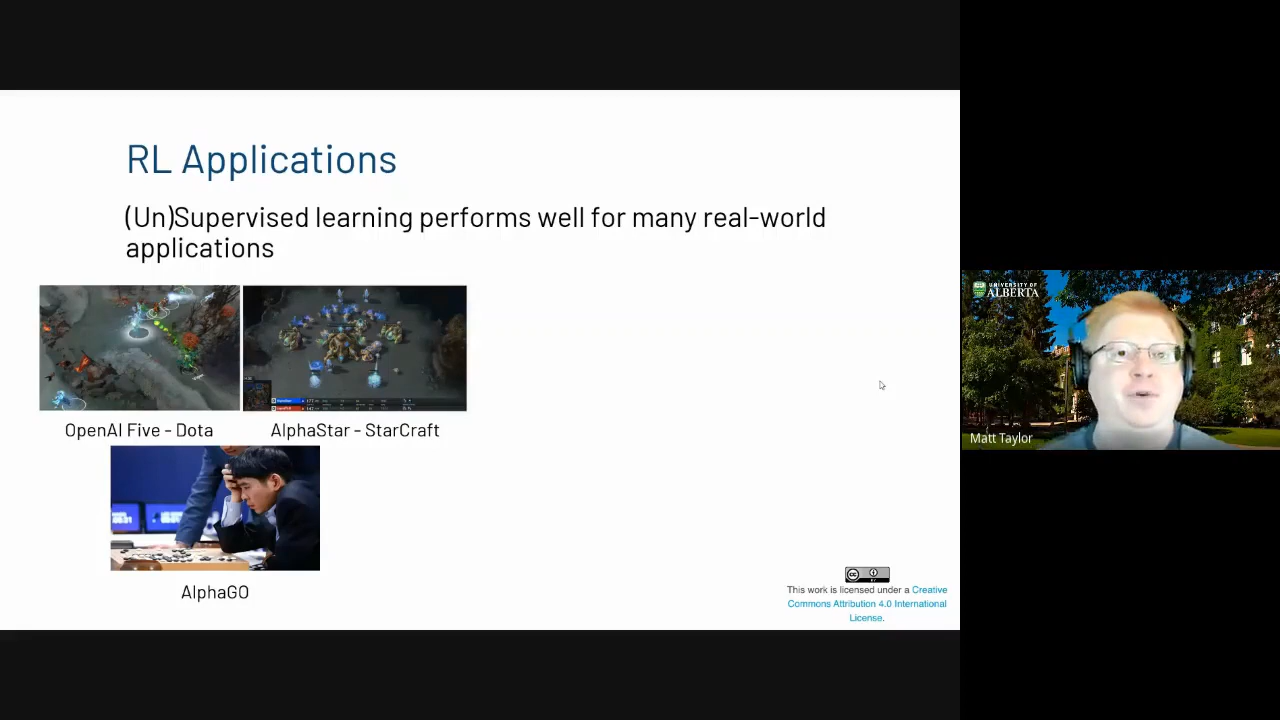 RL Applications
(Un)Supervised learning performs well for many real-world
applications
OpenAI Five - Dota
AlphaStar - StarCraft
AlphaGO
This work is licensed under a Creative
Commons Attribution 4.0 International
License.
UNIVERSITY OF
ALBERTA
Matt Taylor